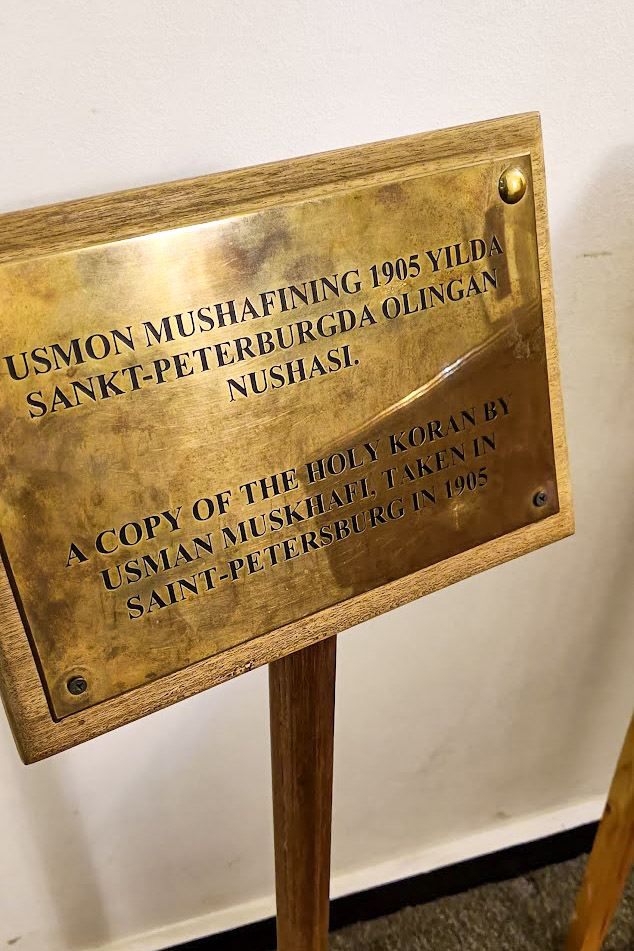 USMON MUSHAFINING 1905 YILDA
SANKT-PETERBURGDA OLINGAN
NUSHASI.
A COPY OF THE HOLY KORAN BY
USMAN MUSKHAFI, TAKEN IN
SAINT-PETERSBURG IN 1905